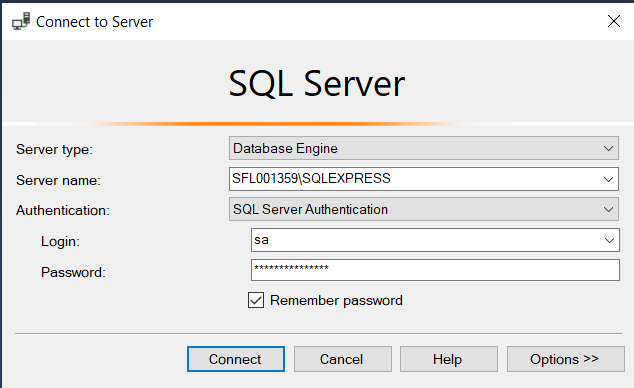 Connect to Server
SQL Server
Server type: Database Engine
Server name: SFL001359\SQLEXPRESS
Authentication: SQL Server Authentication
Login: sa
Password: ***************
Remember password
Connect Cancel Help Options >>